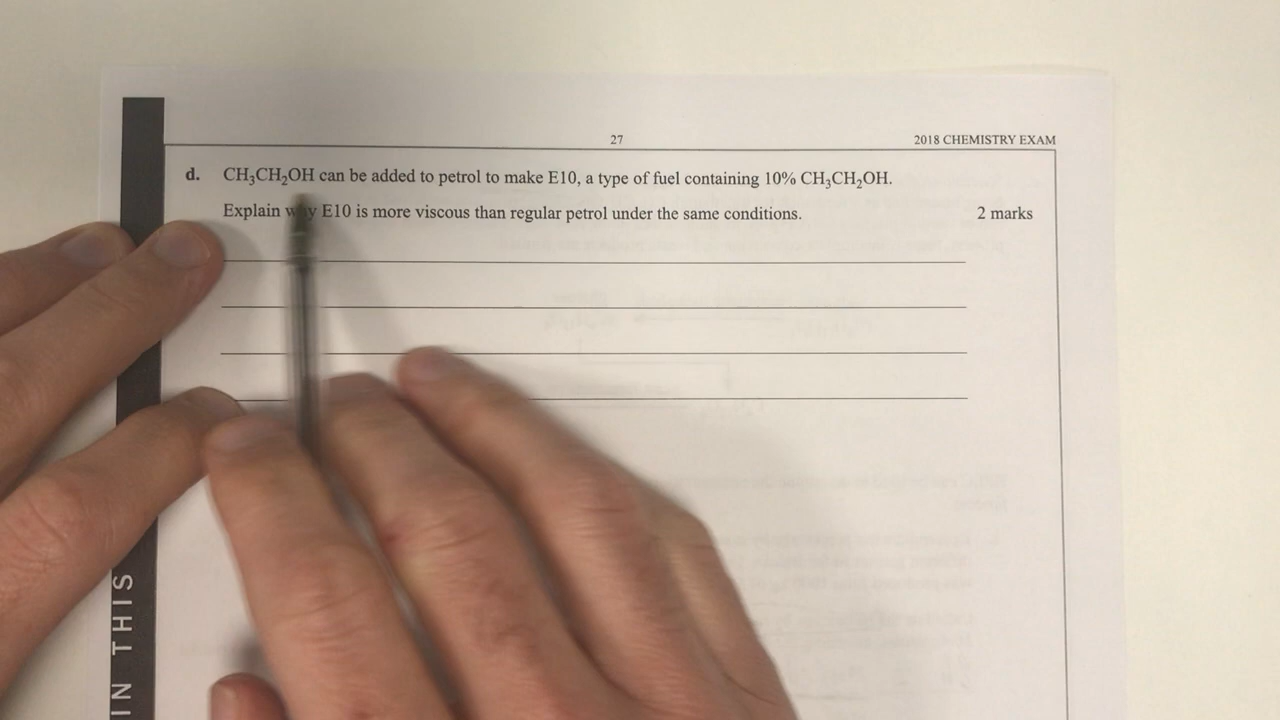 27
2018 CHEMISTRY EXAM
d. CH₃CH₂OH can be added to petrol to make E10, a type of fuel containing 10% CH₃CH₂OH.
Explain why E10 is more viscous than regular petrol under the same conditions. 2 marks
IN THIS